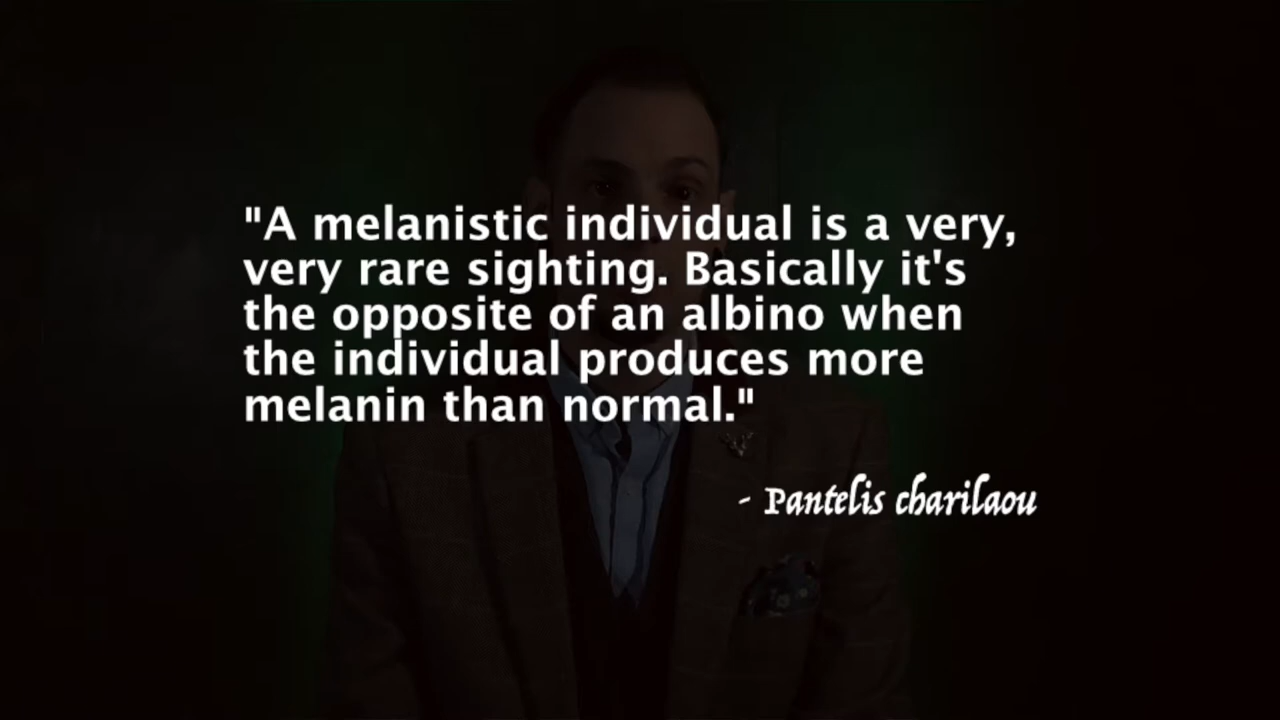 "A melanistic individual is a very,
very rare sighting. Basically it's
the opposite of an albino when
the individual produces more
melanin than normal."
- Pantelis charilaou